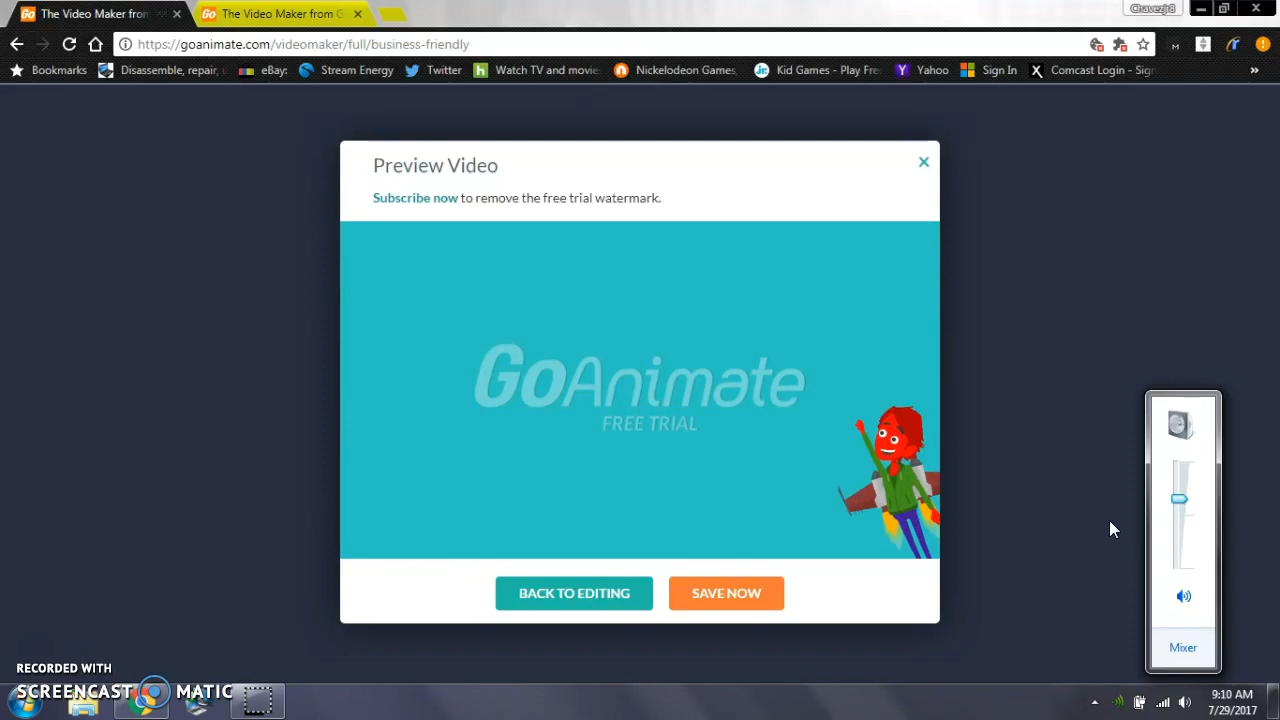 The Video Maker from
The Video Maker from G
Chavezjr8
https://goanimate.com/videomaker/full/business-friendly
Bookmarks
Disassemble, repair,
eBay:
Stream Energy
Twitter
Watch TV and movies
Nickelodeon Games,
Kid Games - Play Fre
Yahoo
Sign In
Comcast Login - Sign
»
Preview Video
Subscribe now to remove the free trial watermark.
GoAnimate
FREE TRIAL
BACK TO EDITING
SAVE NOW
Mixer
RECORDED WITH
SCREENCAST MATIC
9:10 AM
7/29/2017